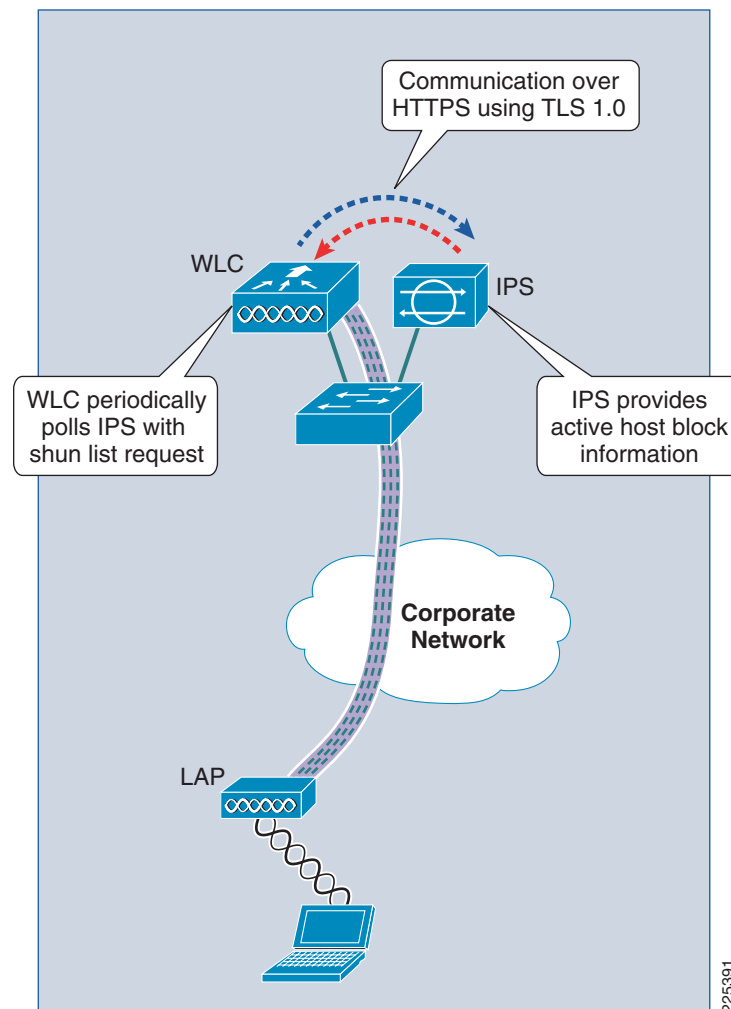 Communication over
HTTPS using TLS 1.0
WLC
IPS
WLC periodically
polls IPS with
shun list request
IPS provides
active host block
information
Corporate
Network
LAP
225391